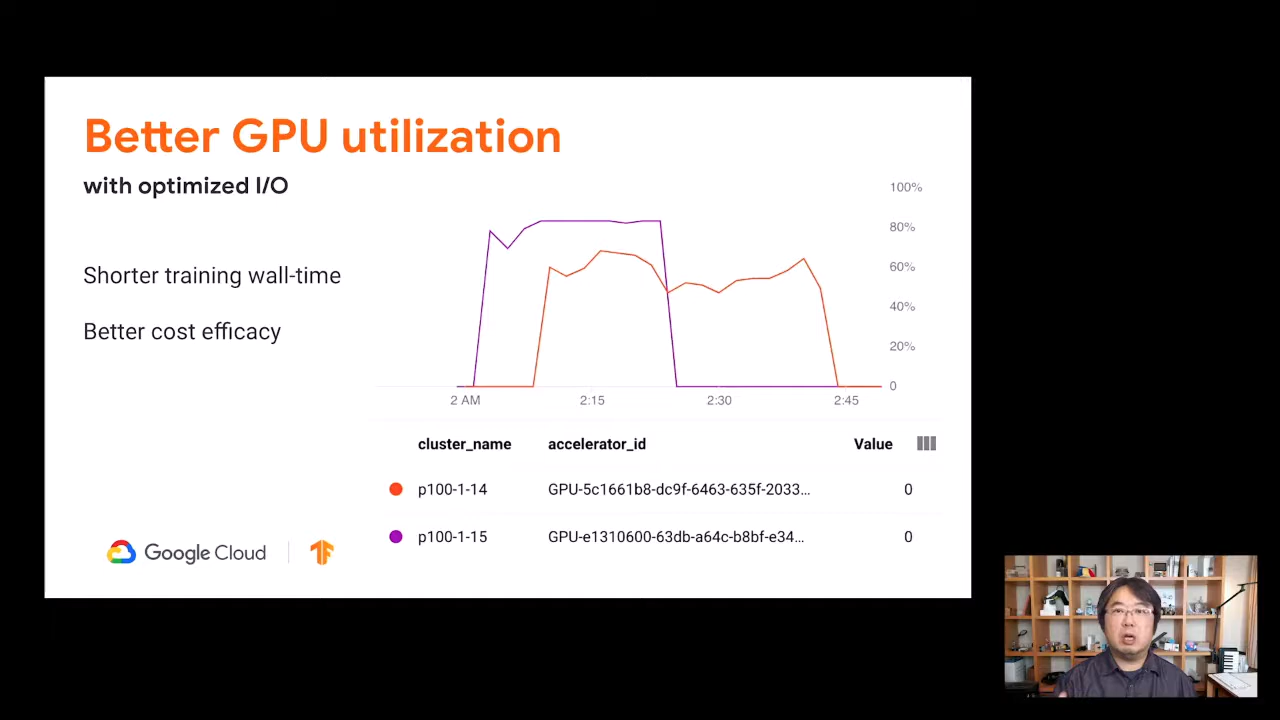 Better GPU utilization
with optimized I/O
Shorter training wall-time
Better cost efficacy
100%
80%
60%
40%
20%
0
2 AM
2:15
2:30
2:45
cluster_name accelerator_id Value
p100-1-14 GPU-5c1661b8-dc9f-6463-635f-2033... 0
p100-1-15 GPU-e1310600-63db-a64c-b8bf-e34... 0
Google Cloud